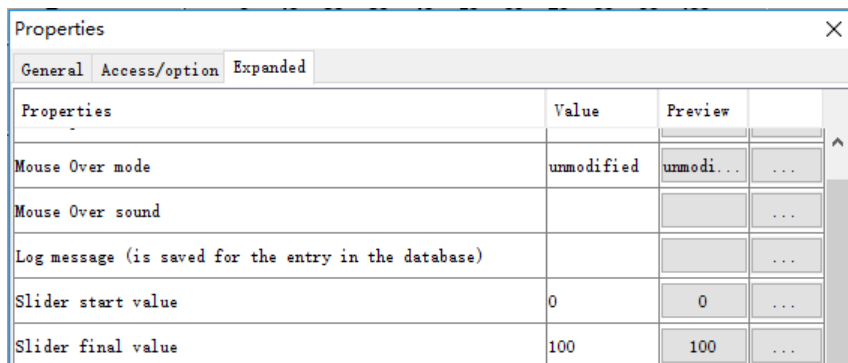 Properties
General Access/option Expanded
Properties Value Preview
Mouse Over mode unmodified unmodi... ...
Mouse Over sound ...
Log message (is saved for the entry in the database) ...
Slider start value 0 0 ...
Slider final value 100 100 ...